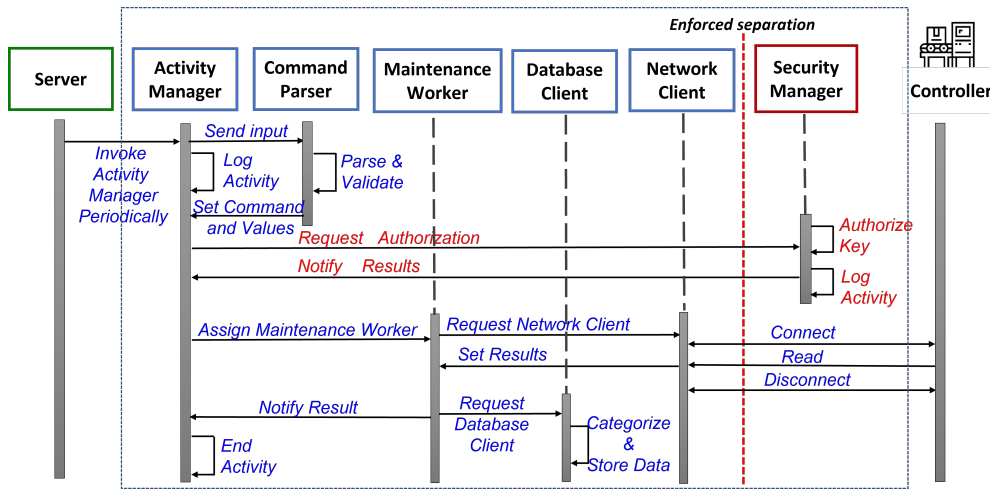 Enforced separation
Server
Activity
Manager
Command
Parser
Maintenance
Worker
Database
Client
Network
Client
Security
Manager
Controller
Send input
Invoke
Activity
Manager
Periodically
Log
Activity
Parse &
Validate
Set Command
and Values
Request Authorization
Authorize
Key
Notify Results
Log
Activity
Assign Maintenance Worker
Request Network Client
Connect
Set Results
Read
Disconnect
Notify Result
Request
Database
Client
Categorize
&
Store Data
End
Activity